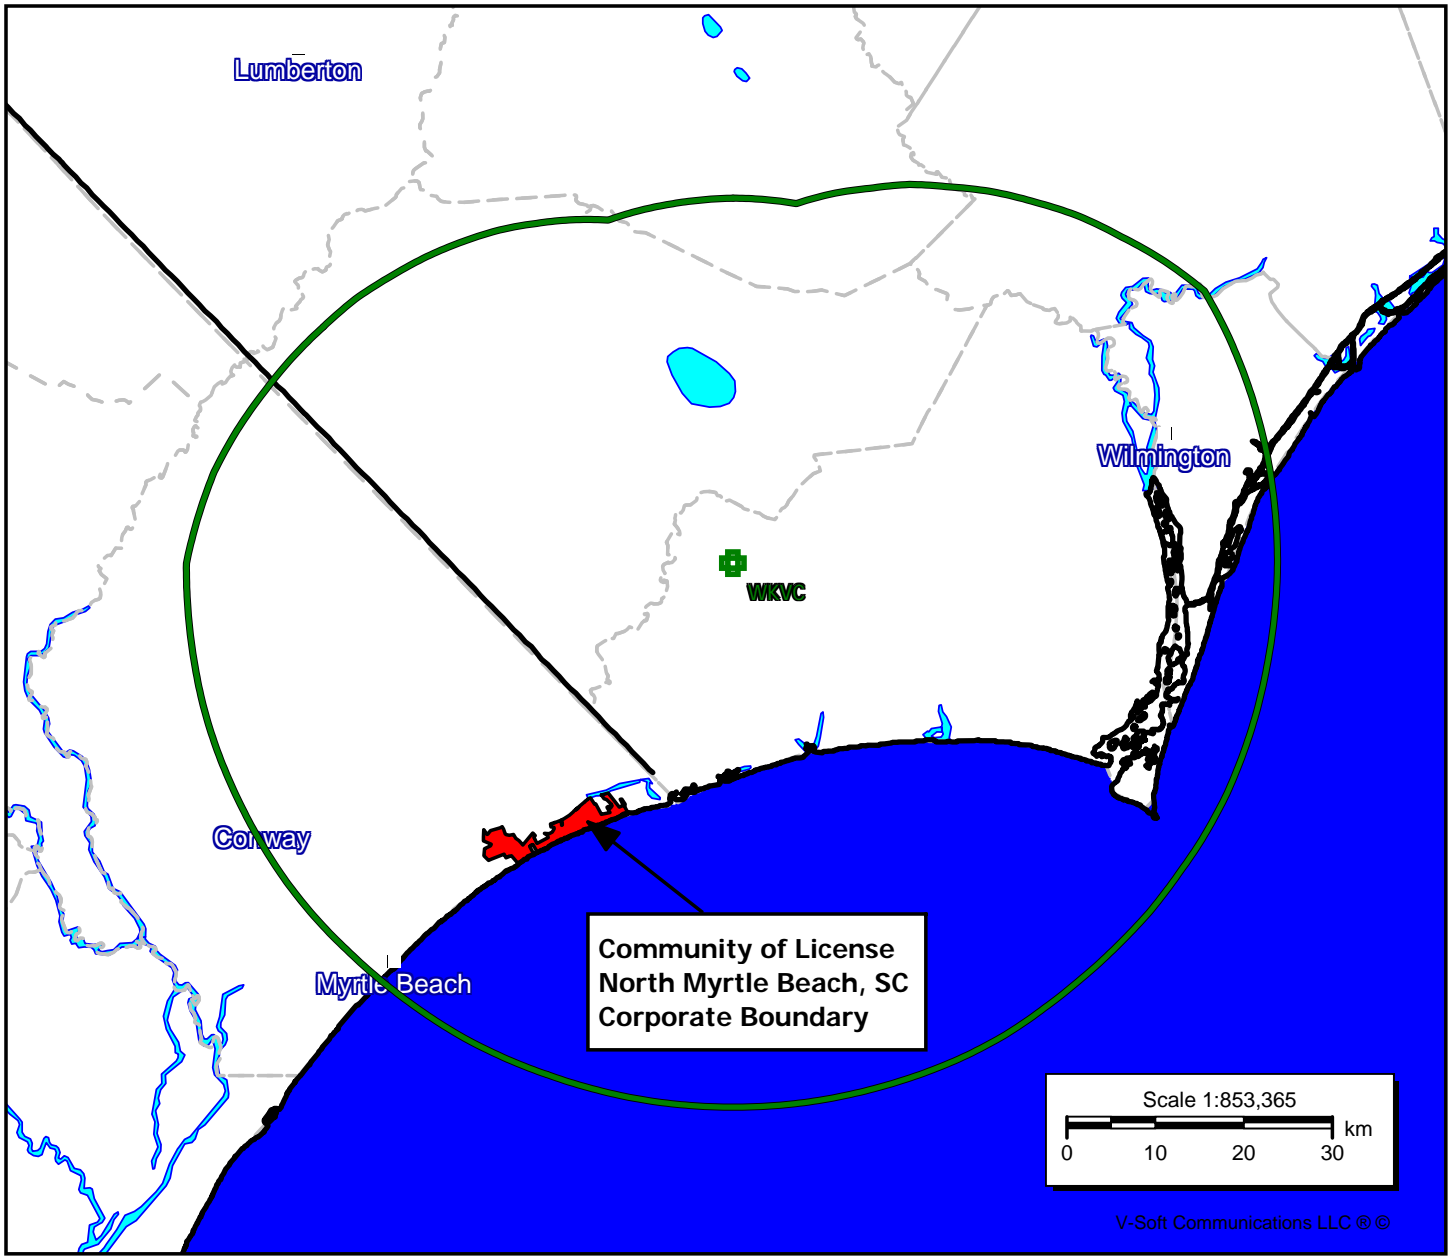 Lumberton
Wilmington
WKVC
Conway
Community of License
North Myrtle Beach, SC
Corporate Boundary
Myrtle Beach
Scale 1:853,365
km
0 10 20 30
V-Soft Communications LLC ® ©